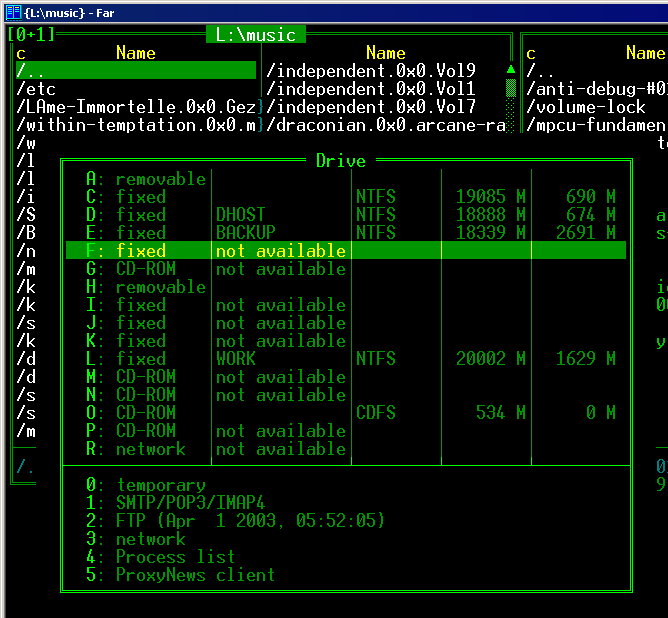 {L:\music} - Far
[0+1] L:\music
c Name Name c Name
/.. /independent.0x0.Vol9 /..
/etc /independent.0x0.Vol1 /anti-debug-#0
/LAme-Immortelle.0x0.Gez} /independent.0x0.Vol7 /volume-lock
/within-temptation.0x0.m} /draconian.0x0.arcane-ra /mpcu-fundamen
/w
/l
/l
/i
/S
/B
/n
/m
/k
/k
/s
/k
/d
/d
/s
/s
/m
/.
Drive
A: removable
C: fixed NTFS 19085 M 690 M
D: fixed DHOST NTFS 18888 M 674 M
E: fixed BACKUP NTFS 18339 M 2691 M
F: fixed not available
G: CD-ROM not available
H: removable
I: fixed not available
J: fixed not available
K: fixed not available
L: fixed WORK NTFS 20002 M 1629 M
M: CD-ROM not available
N: CD-ROM not available
O: CD-ROM CDFS 534 M 0 M
P: CD-ROM not available
R: network not available
0: temporary
1: SMTP/POP3/IMAP4
2: FTP (Apr  1 2003, 05:52:05)
3: network
4: Process list
5: ProxyNews client